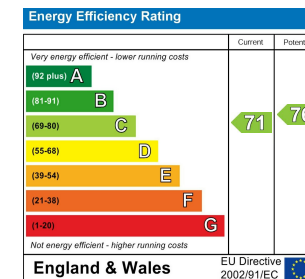 Energy Efficiency Rating
Current
Very energy efficient - lower running costs
(92 plus) A
(81-91) B
(69-80) C
71
(55-68) D
(39-54) E
(21-38) F
(1-20) G
Not energy efficient - higher running costs
England & Wales
EU Directive
2002/91/EC